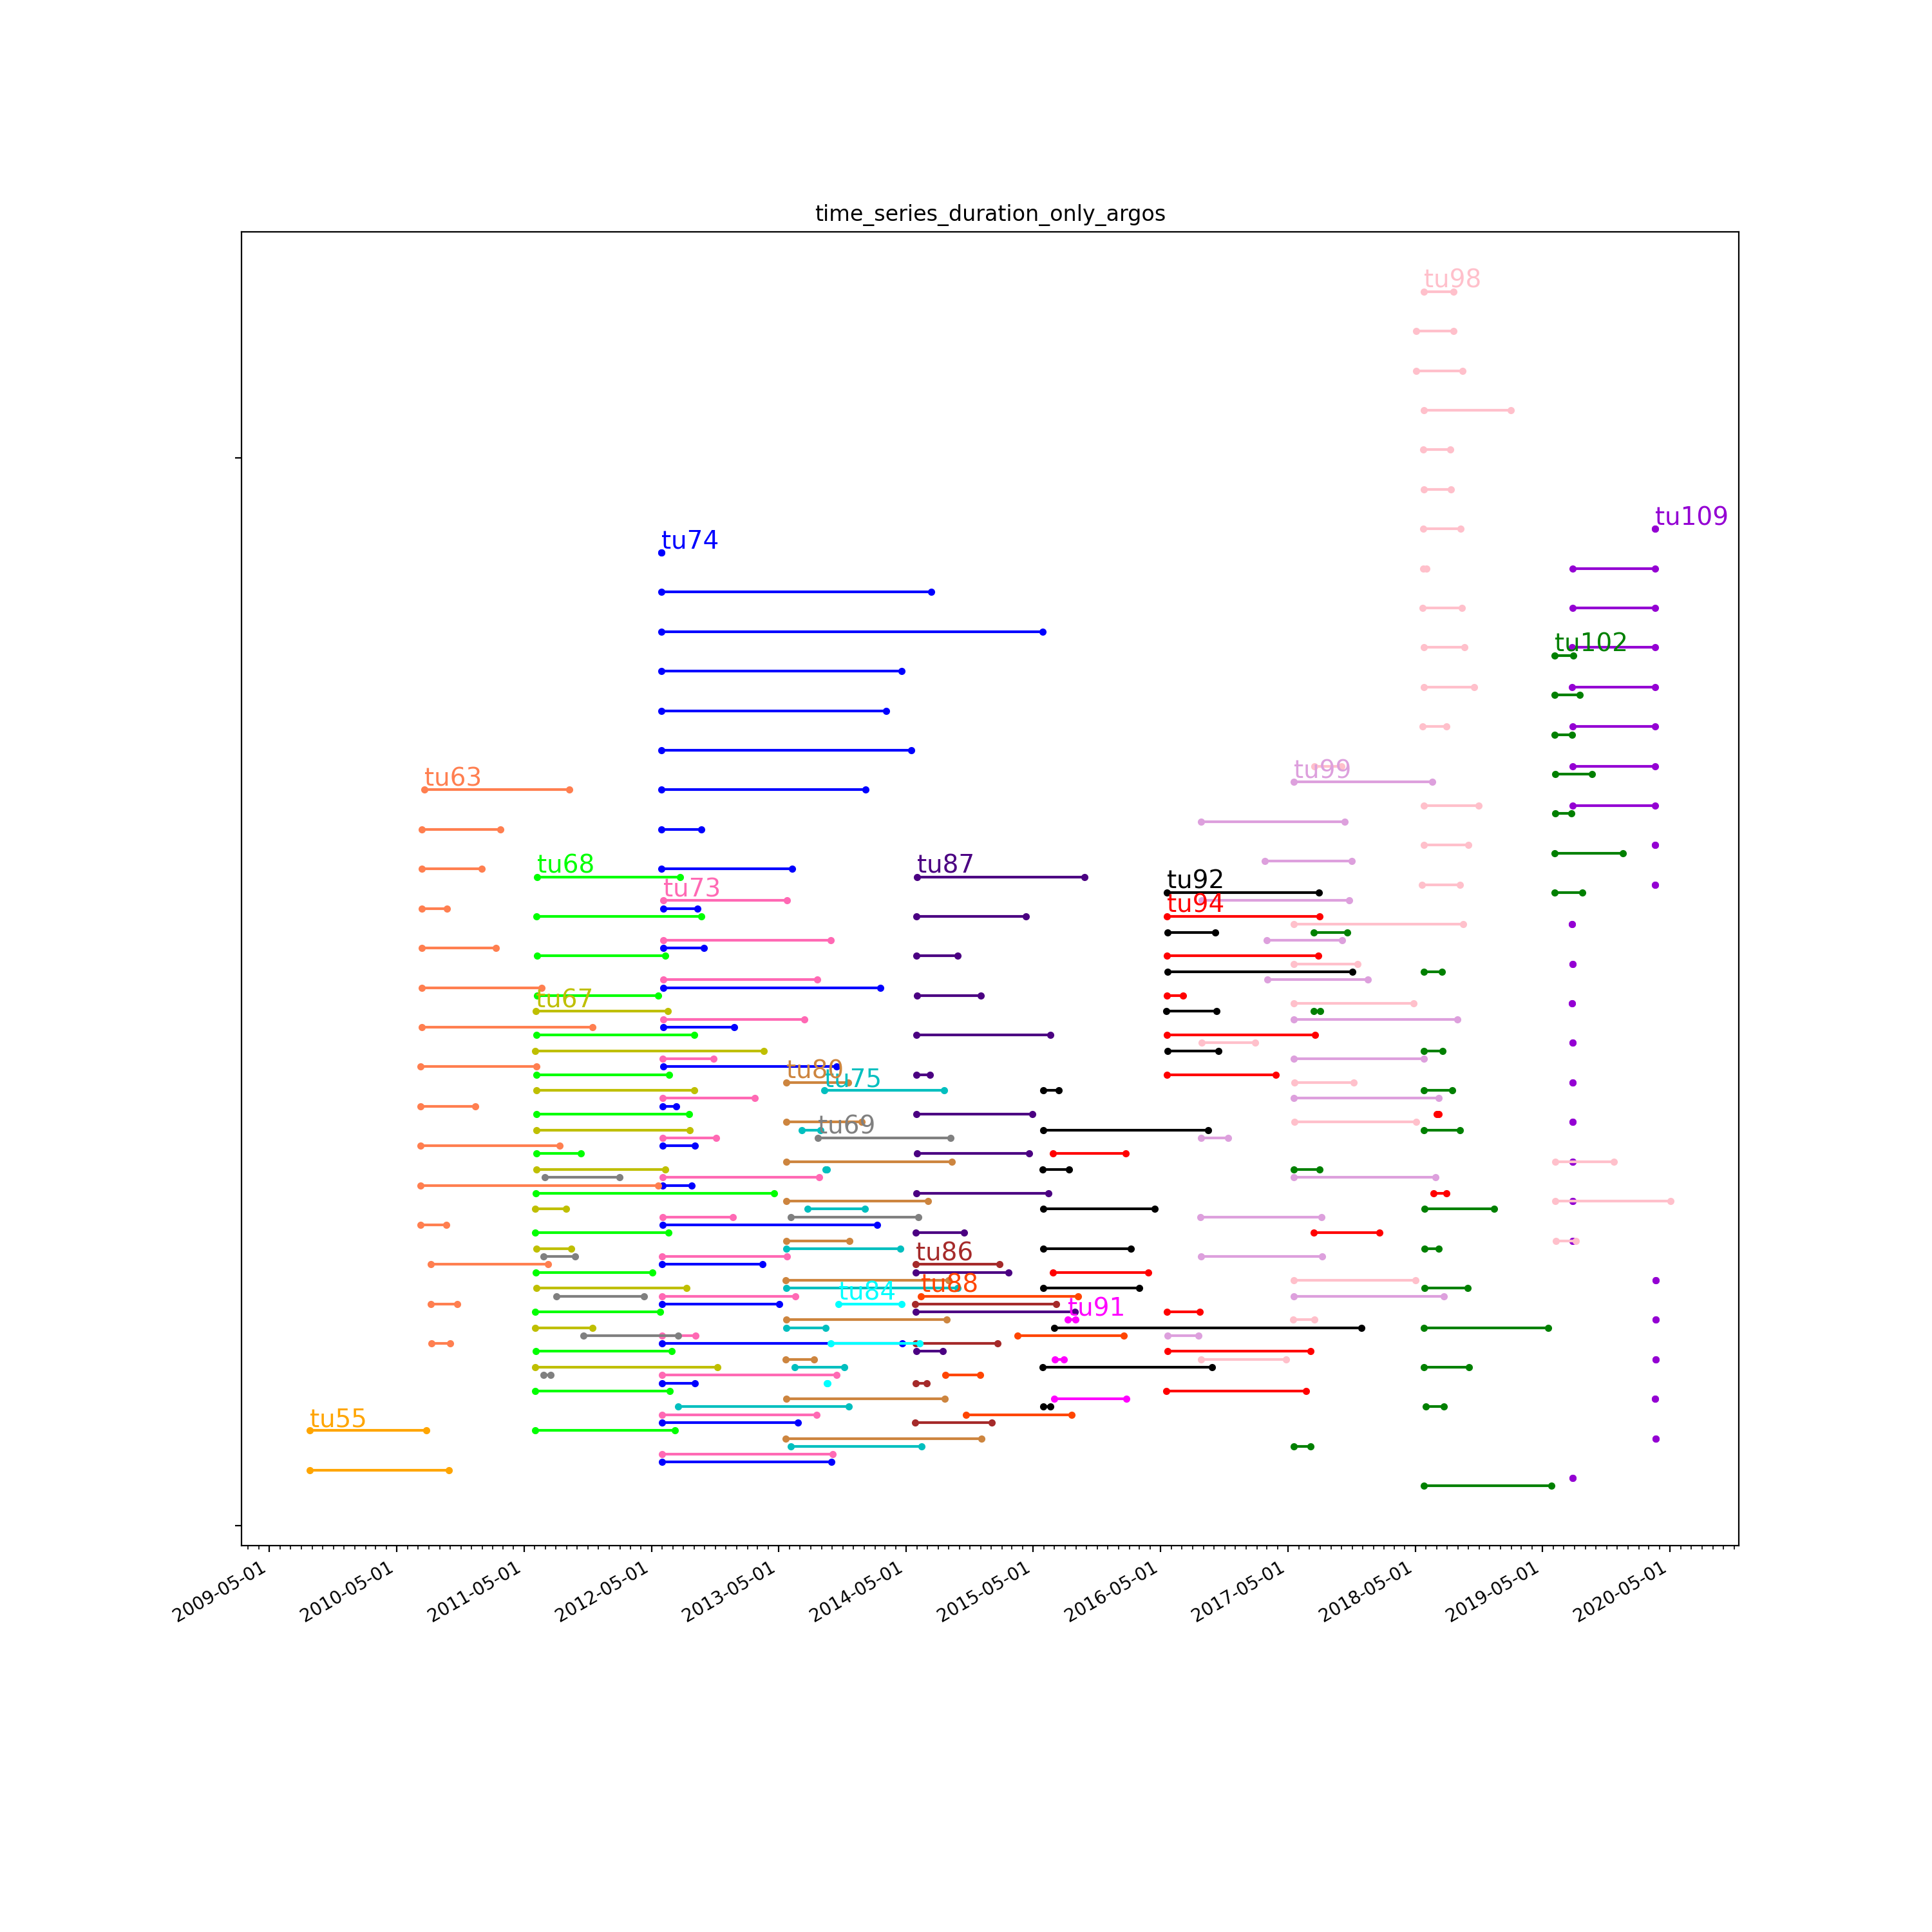 time_series_duration_only_argos
tu98
tu109
tu74
tu102
tu63
tu99
tu68
tu87
tu73
tu92
tu94
tu67
tu80
tu75
tu69
tu86
tu84
tu88
tu91
tu55
2009-05-01
2010-05-01
2011-05-01
2012-05-01
2013-05-01
2014-05-01
2015-05-01
2016-05-01
2017-05-01
2018-05-01
2019-05-01
2020-05-01